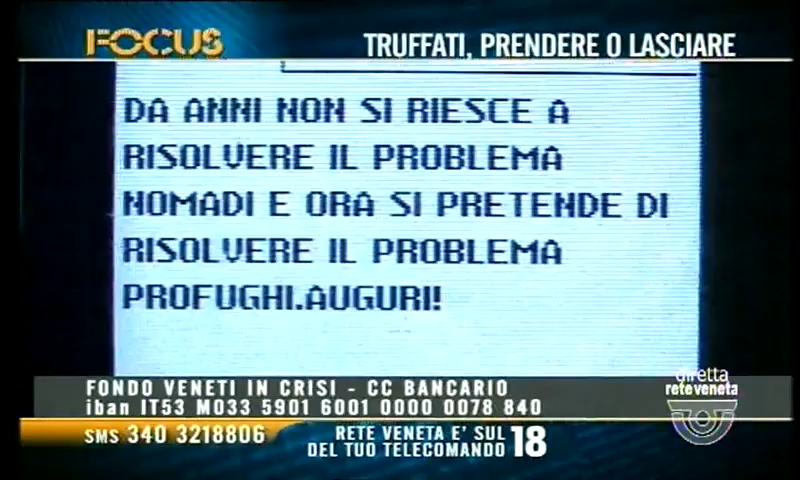 FOCUS
TRUFFATI, PRENDERE O LASCIARE
DA ANNI NON SI RIESCE A
RISOLVERE IL PROBLEMA
NOMADI E ORA SI PRETENDE DI
RISOLVERE IL PROBLEMA
PROFUGHI.AUGURI!
FONDO VENETI IN CRISI - CC BANCARIO
iban IT53 M033 5901 6001 0000 0078 840
diretta
reteveneta
SMS 340 3218806
RETE VENETA E' SUL
DEL TUO TELECOMANDO 18